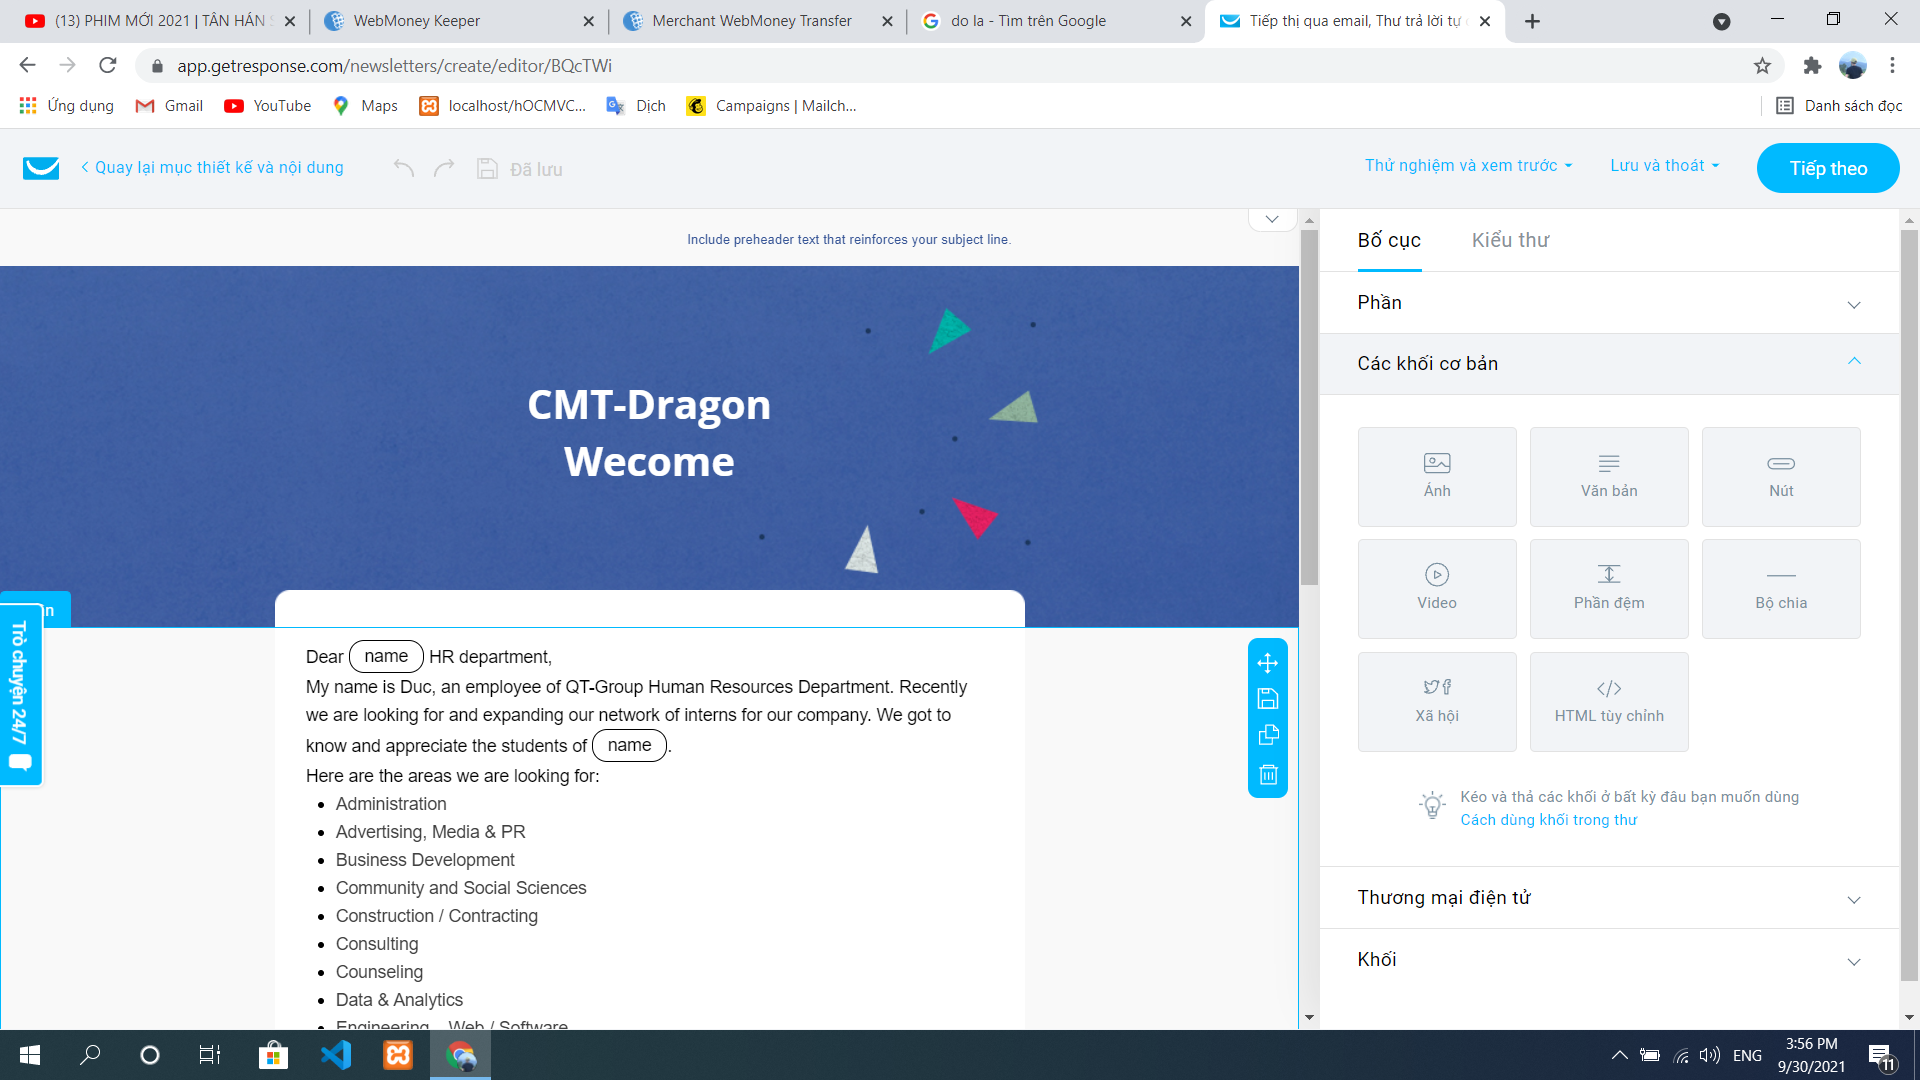 (13) PHIM MỚI 2021 | TÂN HÁN
WebMoney Keeper
Merchant WebMoney Transfer
do la - Tìm trên Google
Tiếp thị qua email, Thư trả lời tự
app.getresponse.com/newsletters/create/editor/BQcTWi
Ứng dụng
Gmail
YouTube
Maps
localhost/hOCMVC...
Dịch
Campaigns | Mailch...
Danh sách đọc
Quay lại mục thiết kế và nội dung
Đã lưu
Thử nghiệm và xem trước
Lưu và thoát
Tiếp theo
Include preheader text that reinforces your subject line.
CMT-Dragon
Wecome
Trò chuyện 24/7
Dear name HR department,
My name is Duc, an employee of QT-Group Human Resources Department. Recently
we are looking for and expanding our network of interns for our company. We got to
know and appreciate the students of name.
Here are the areas we are looking for:
Administration
Advertising, Media & PR
Business Development
Community and Social Sciences
Construction / Contracting
Consulting
Counseling
Data & Analytics
Engineering – Web / Software
Bố cục
Kiểu thư
Phần
Các khối cơ bản
Ảnh
Văn bản
Nút
Video
Phần đệm
Bộ chia
Xã hội
HTML tùy chỉnh
Kéo và thả các khối ở bất kỳ đâu bạn muốn dùng
Cách dùng khối trong thư
Thương mại điện tử
Khối
ENG
3:56 PM
9/30/2021
11